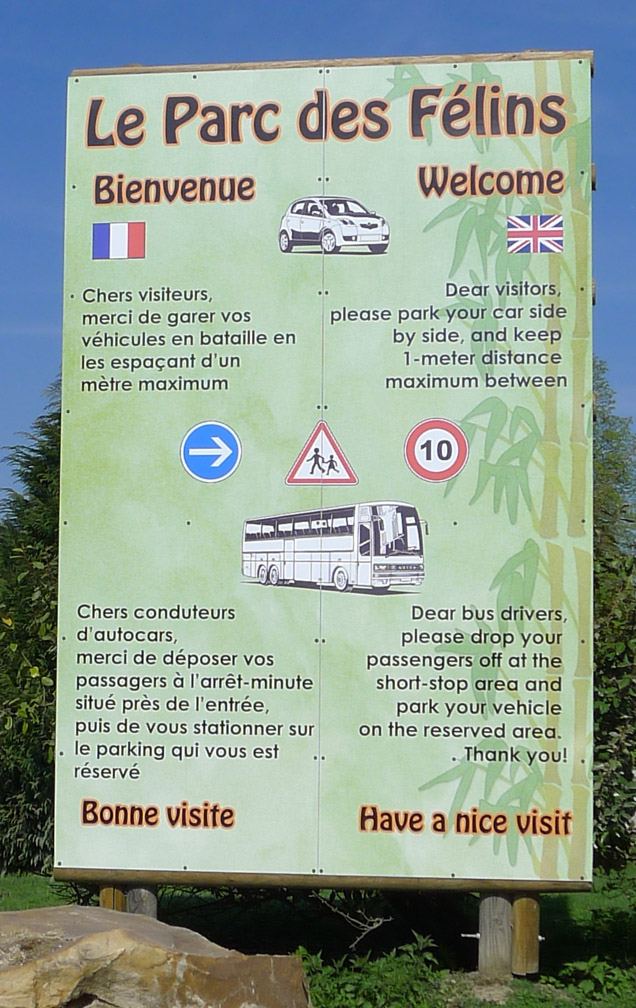 Le Parc des Félins
Bienvenue
Chers visiteurs,
merci de garer vos
véhicules en bataille en
les espaçant d'un
mètre maximum
Welcome
Dear visitors,
please park your car side
by side, and keep
1-meter distance
maximum between
10
Chers conduteurs
d'autocars,
merci de déposer vos
passagers à l'arrêt-minute
situé près de l'entrée,
puis de vous stationner sur
le parking qui vous est
réservé
Bonne visite
Dear bus drivers,
please drop your
passengers off at the
short-stop area and
park your vehicle
on the reserved area.
Thank you!
Have a nice visit